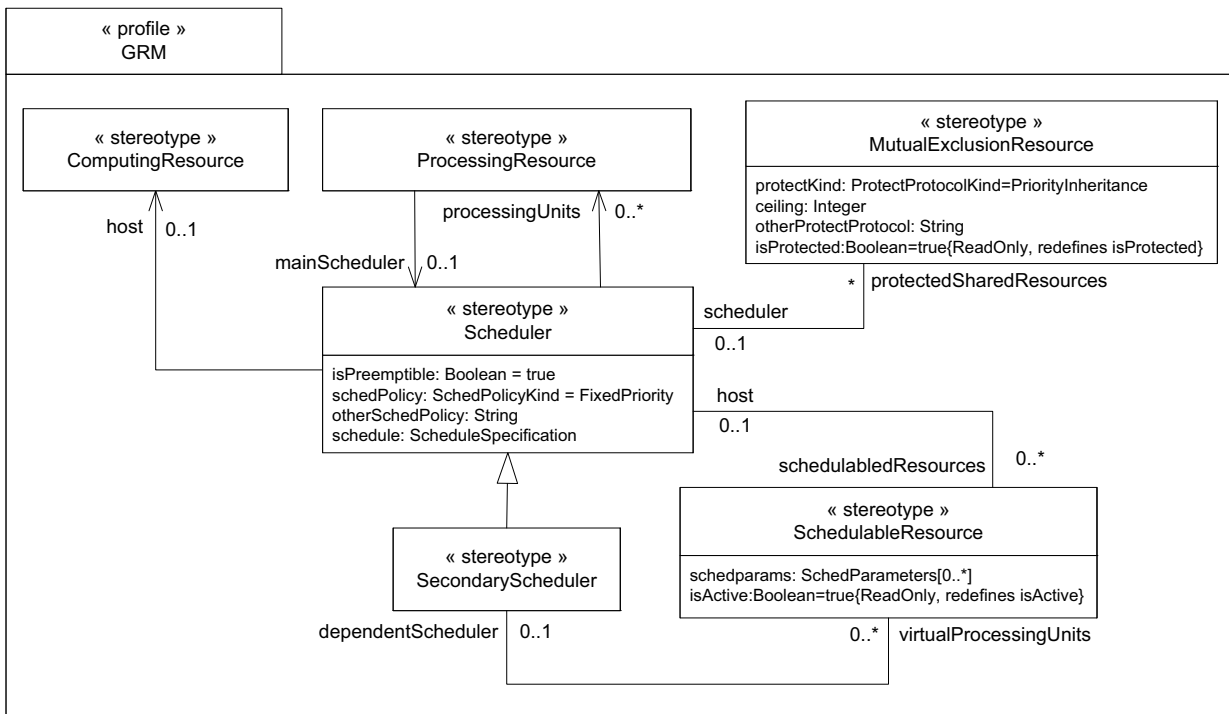 « profile »
GRM
« stereotype »
ComputingResource
« stereotype »
ProcessingResource
« stereotype »
MutualExclusionResource
protectKind: ProtectProtocolKind=PriorityInheritance
ceiling: Integer
otherProtectProtocol: String
isProtected:Boolean=true{ReadOnly, redefines isProtected}
host
0..1
processingUnits
0..*
mainScheduler
0..1
*
protectedSharedResources
scheduler
0..1
« stereotype »
Scheduler
isPreemptible: Boolean = true
schedPolicy: SchedPolicyKind = FixedPriority
otherSchedPolicy: String
schedule: ScheduleSpecification
host
0..1
schedulabledResources
0..*
« stereotype »
SchedulableResource
schedparams: SchedParameters[0..*]
isActive:Boolean=true{ReadOnly, redefines isActive}
« stereotype »
SecondaryScheduler
dependentScheduler
0..1
0..*
virtualProcessingUnits